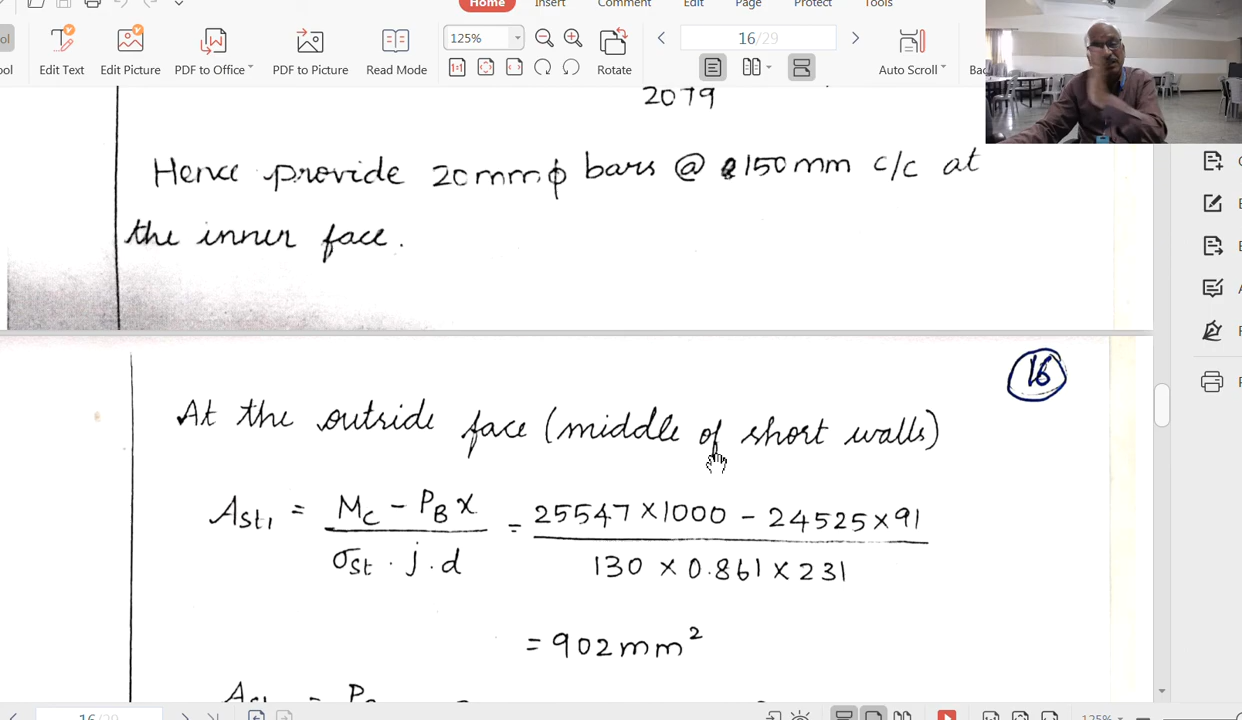 Home Insert Comment Edit Page Protect Tools
125% 16/29
Edit Text Edit Picture PDF to Office PDF to Picture Read Mode Rotate Auto Scroll
2079
Hence provide 20mmϕ bars @ 150mm c/c at
the inner face.
16
At the outside face (middle of short walls)
Ast1 = (Mc - PB x) / (σst . j . d) = (25547 × 1000 - 24525 × 91) / (130 × 0.861 × 231)
= 902 mm²
16/29 125%